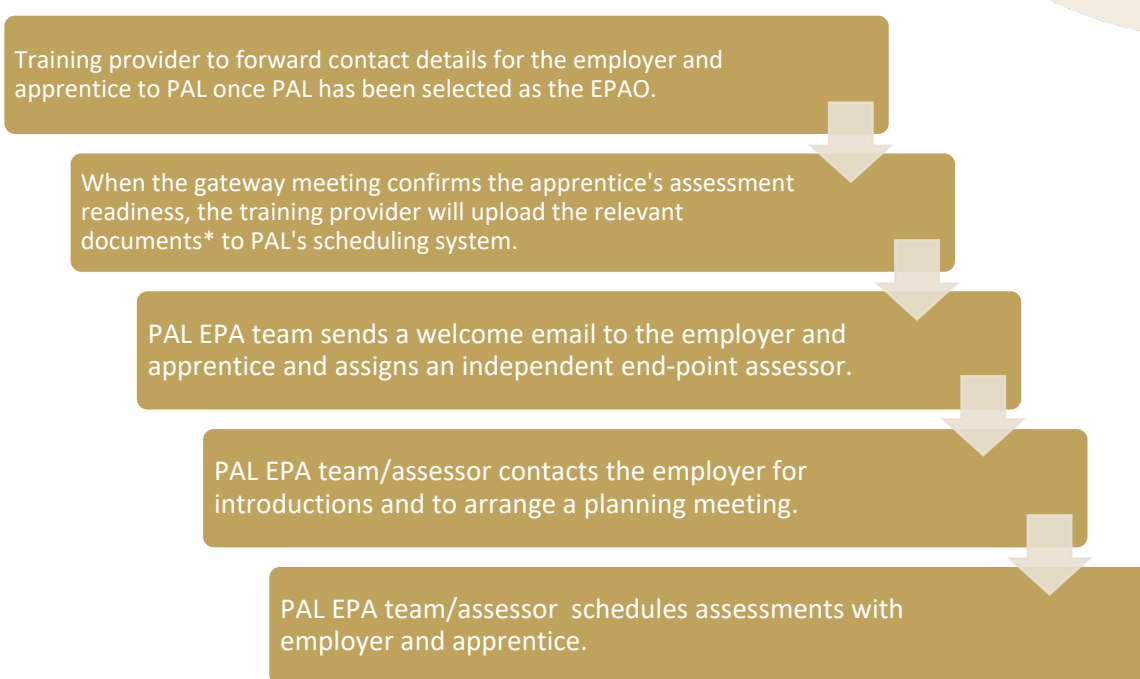 Training provider to forward contact details for the employer and
apprentice to PAL once PAL has been selected as the EPAO.
When the gateway meeting confirms the apprentice's assessment
readiness, the training provider will upload the relevant
documents* to PAL's scheduling system.
PAL EPA team sends a welcome email to the employer and
apprentice and assigns an independent end-point assessor.
PAL EPA team/assessor contacts the employer for
introductions and to arrange a planning meeting.
PAL EPA team/assessor  schedules assessments with
employer and apprentice.